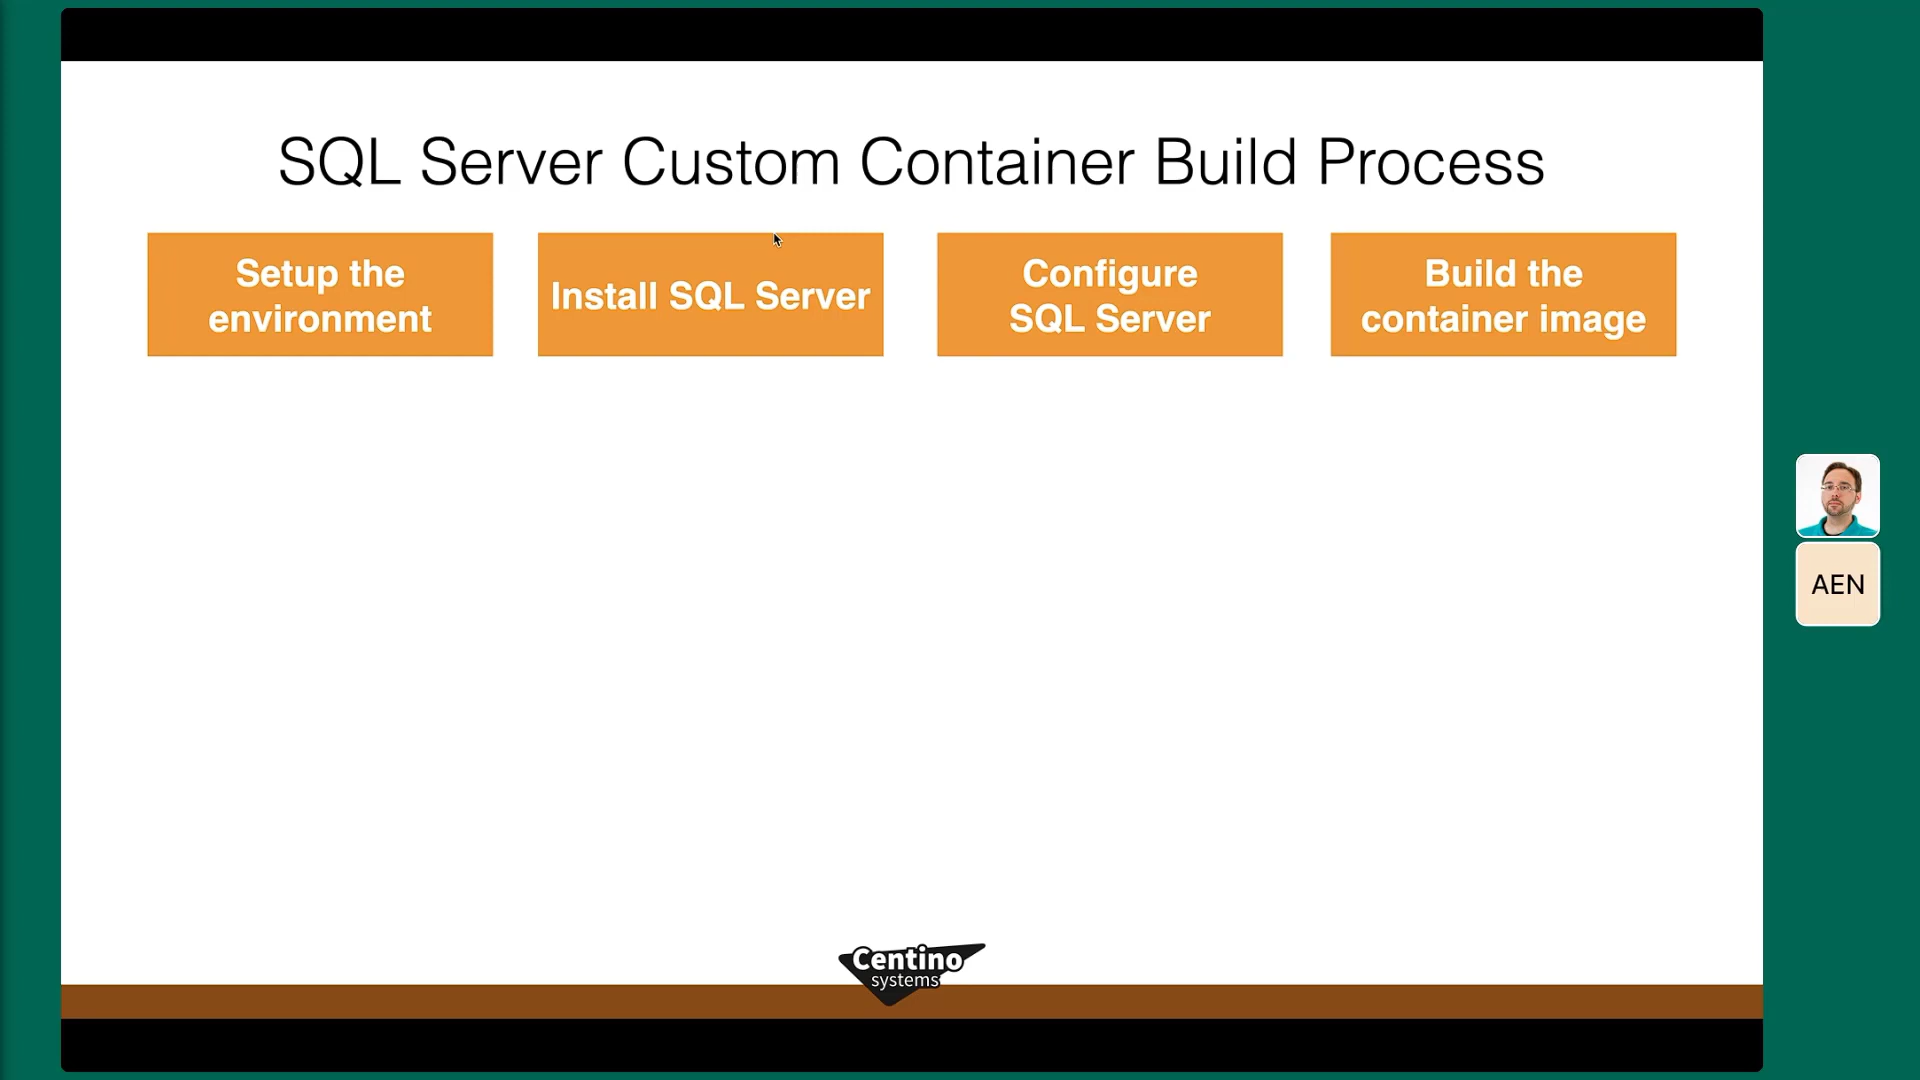 SQL Server Custom Container Build Process
Setup the
environment
Install SQL Server
Configure
SQL Server
Build the
container image
AEN
Centino
systems